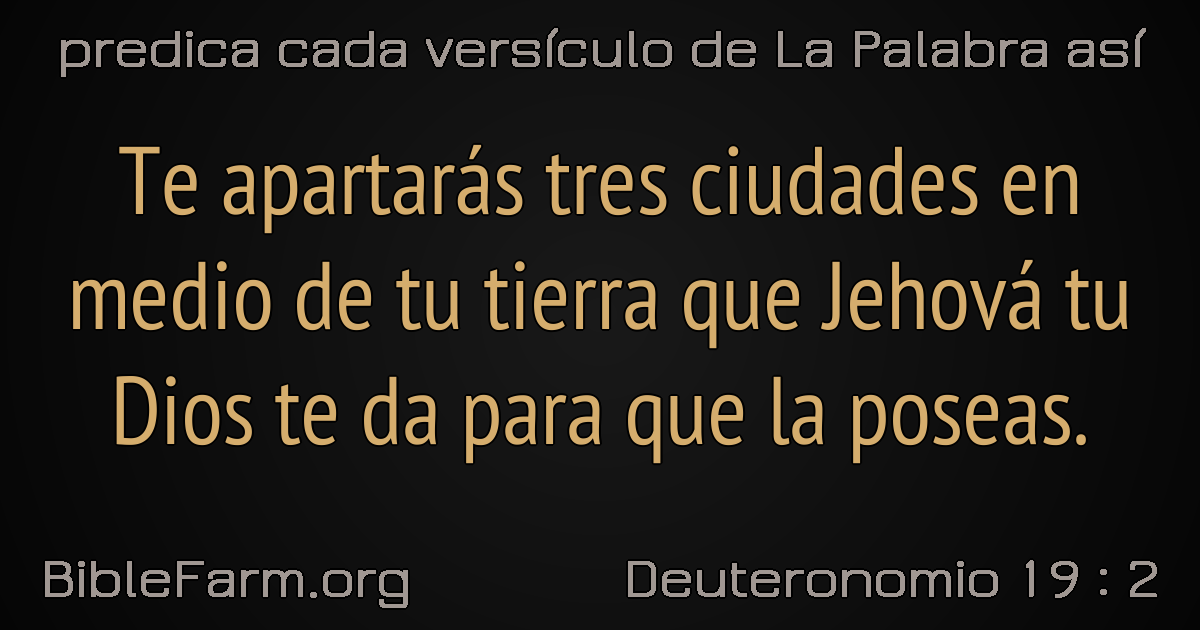 predica cada versículo de La Palabra así
Te apartarás tres ciudades en
medio de tu tierra que Jehová tu
Dios te da para que la poseas.
BibleFarm.org
Deuteronomio 19 : 2